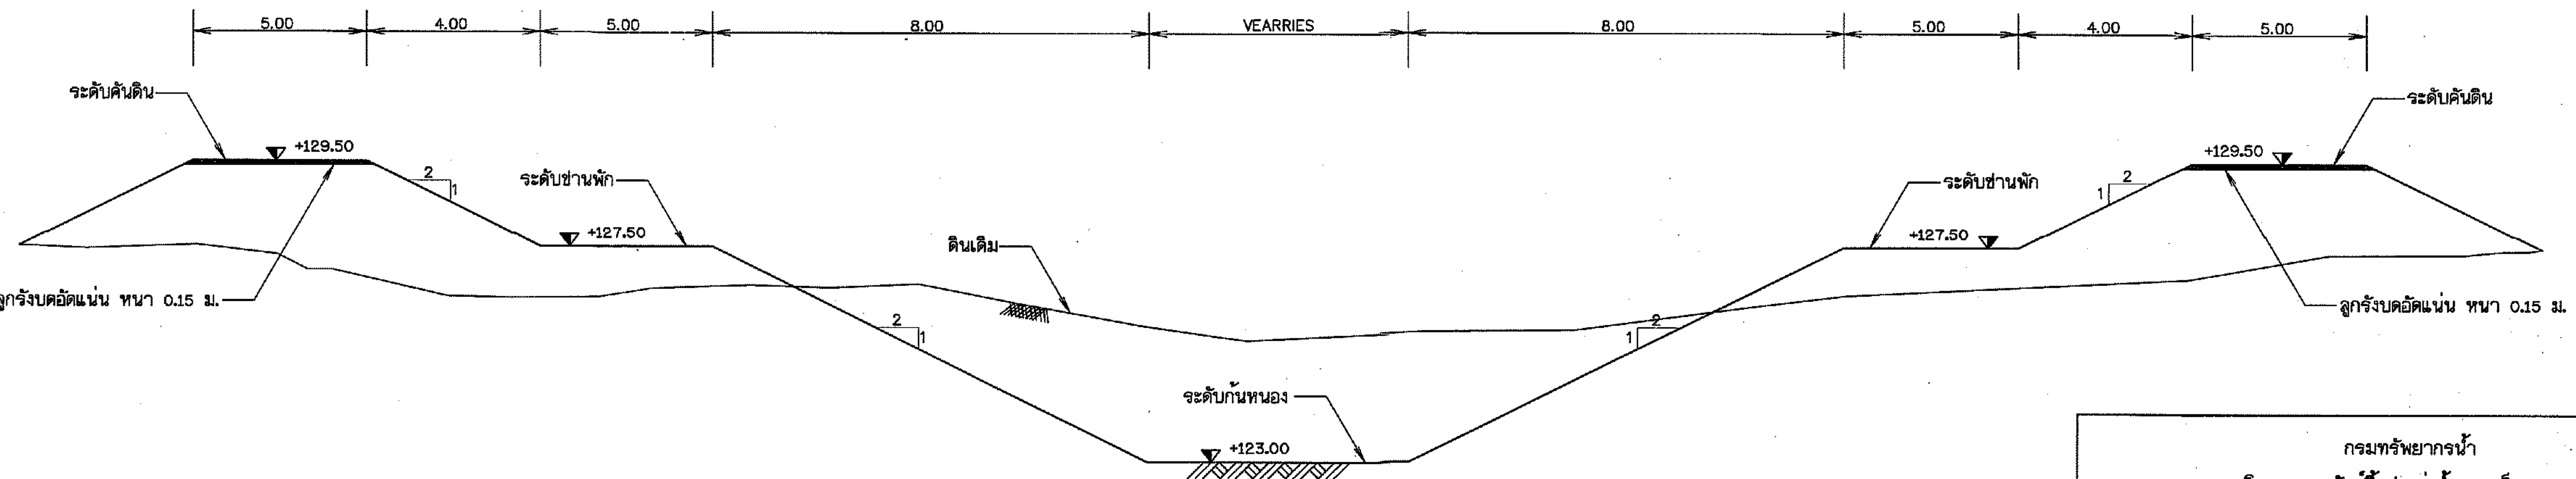 5.00 4.00 5.00 8.00 VEARRIES 8.00 5.00 4.00 5.00
ระดับคันดิน
ระดับคันดิน
+129.50
+129.50
2
1
ระดับชานพัก
ระดับชานพัก
2
1
+127.50
+127.50
ดินเดิม
ลูกรังบดอัดแน่น หนา 0.15 ม.
ลูกรังบดอัดแน่น หนา 0.15 ม.
2
1
2
1
ระดับก้นหนอง
+123.00
กรมทรัพยากรน้ำ